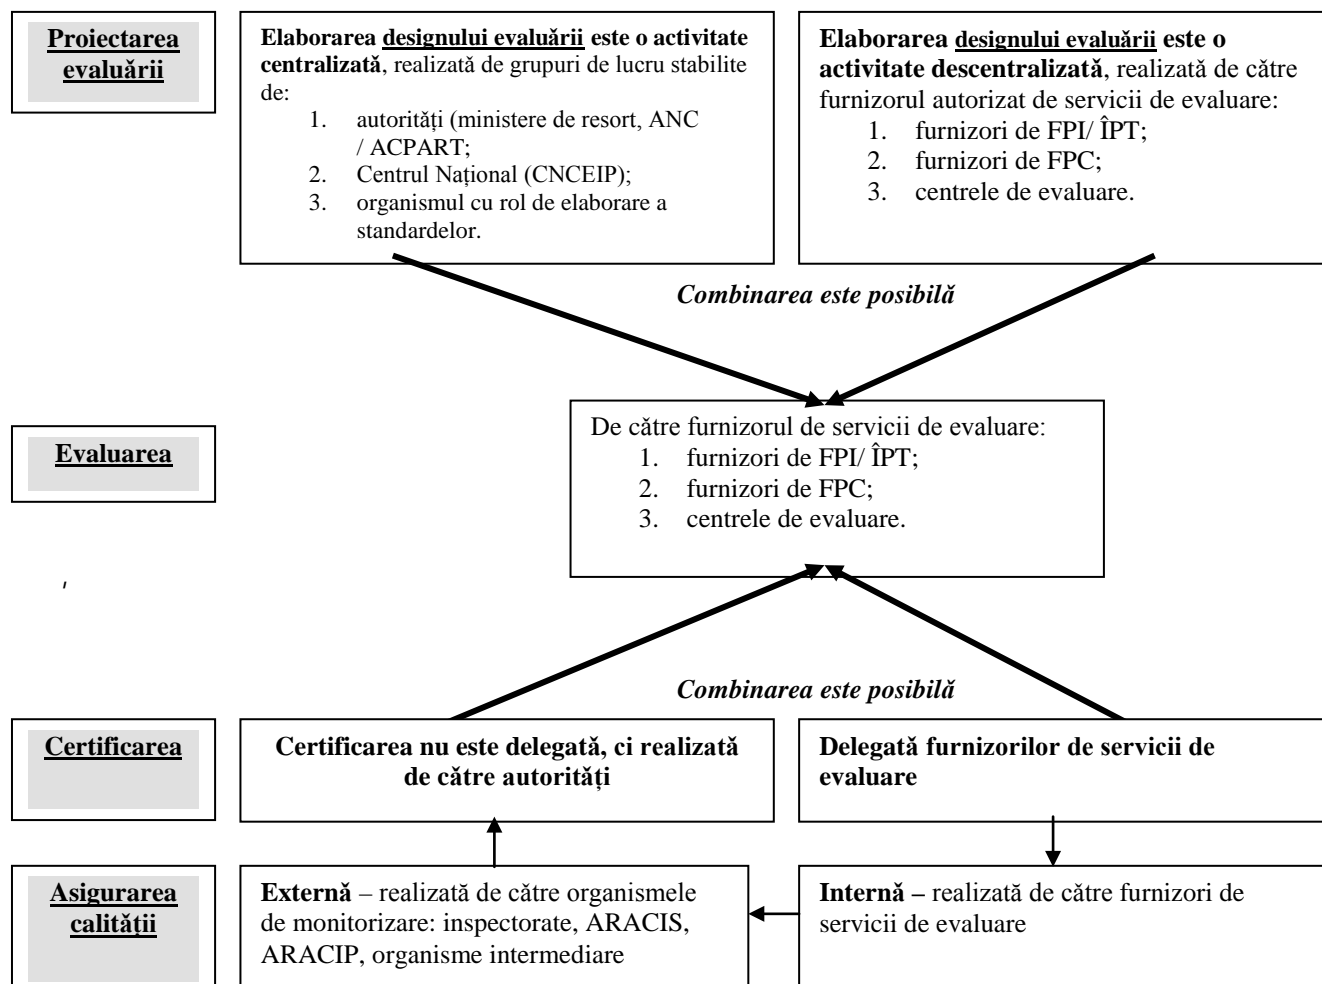 Proiectarea
evaluării
Elaborarea designului evaluării este o activitate
centralizată, realizată de grupuri de lucru stabilite
de:
1. autorități (ministere de resort, ANC
/ ACPART;
2. Centrul Național (CNCEIP);
3. organismul cu rol de elaborare a
standardelor.
Elaborarea designului evaluării este o
activitate descentralizată, realizată de către
furnizorul autorizat de servicii de evaluare:
1. furnizori de FPI/ ÎPT;
2. furnizori de FPC;
3. centrele de evaluare.
Combinarea este posibilă
Evaluarea
De către furnizorul de servicii de evaluare:
1. furnizori de FPI/ ÎPT;
2. furnizori de FPC;
3. centrele de evaluare.
,
Combinarea este posibilă
Certificarea
Certificarea nu este delegată, ci realizată
de către autorități
Delegată furnizorilor de servicii de
evaluare
Asigurarea
calității
Externă – realizată de către organismele
de monitorizare: inspectorate, ARACIS,
ARACIP, organisme intermediare
Internă – realizată de către furnizori de
servicii de evaluare